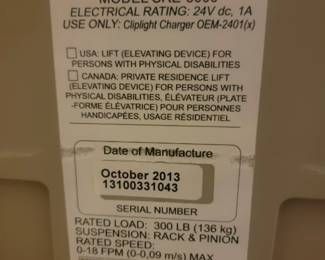 ELECTRICAL RATING: 24V dc, 1A
USE ONLY: Cliplight Charger OEM-2401(x)
USA: LIFT (ELEVATING DEVICE) FOR
PERSONS WITH PHYSICAL DISABILITIES
CANADA: PRIVATE RESIDENCE LIFT
(ELEVATING DEVICE) FOR PERSONS WITH
PHYSICAL DISABILITIES, ÉLEVATEUR (PLATE
-FORME ÉLÉVATRICE) POUR PERSONNES
HANDICAPÉES, USAGE RÉSIDENTIEL
Date of Manufacture
October 2013
13100331043
SERIAL NUMBER
RATED LOAD: 300 LB (136 kg)
SUSPENSION: RACK & PINION
RATED SPEED:
0-18 FPM (0-0,09 m/s) MAX